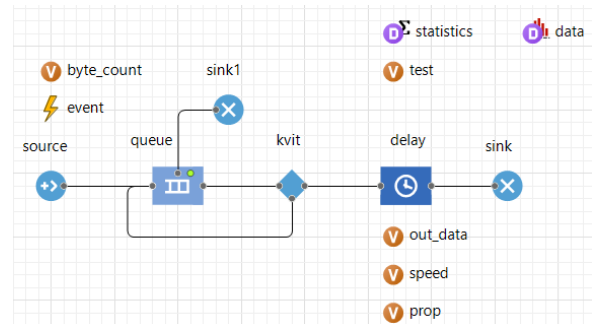 statistics data
byte_count sink1 test
event
source queue kvit delay sink
out_data
speed
prop